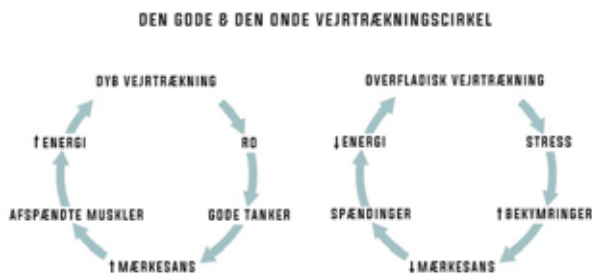 DEN GODE & DEN ONDE VEJRTRÆKNINGSCIRKEL
DYB VEJRTRÆKNING
RO
GODE TANKER
↑MÆRKESANS
AFSPÆNDTE MUSKLER
↑ENERGI
OVERFLADISK VEJRTRÆKNING
STRESS
↑BEKYMRINGER
↓MÆRKESANS
SPÆNDINGER
↓ENERGI